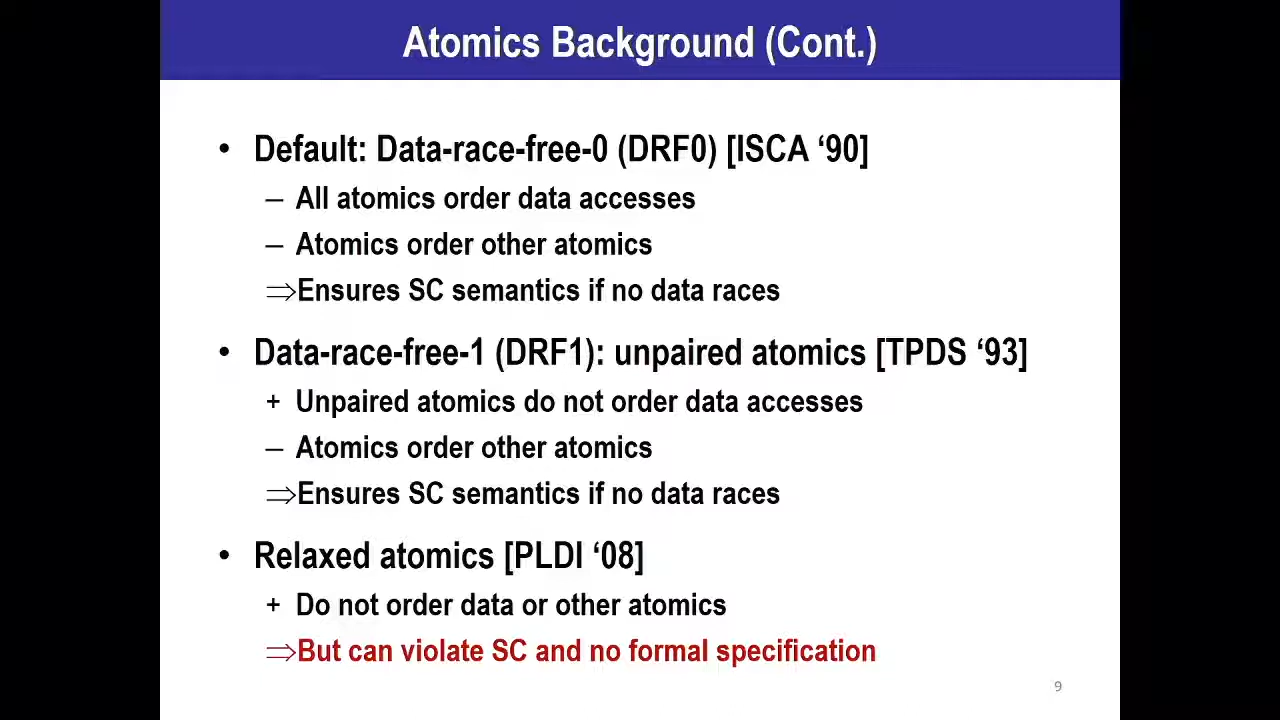 Atomics Background (Cont.)
• Default: Data-race-free-0 (DRF0) [ISCA ‘90]
– All atomics order data accesses
– Atomics order other atomics
⇒Ensures SC semantics if no data races
• Data-race-free-1 (DRF1): unpaired atomics [TPDS ‘93]
+ Unpaired atomics do not order data accesses
– Atomics order other atomics
⇒Ensures SC semantics if no data races
• Relaxed atomics [PLDI ‘08]
+ Do not order data or other atomics
⇒But can violate SC and no formal specification
9